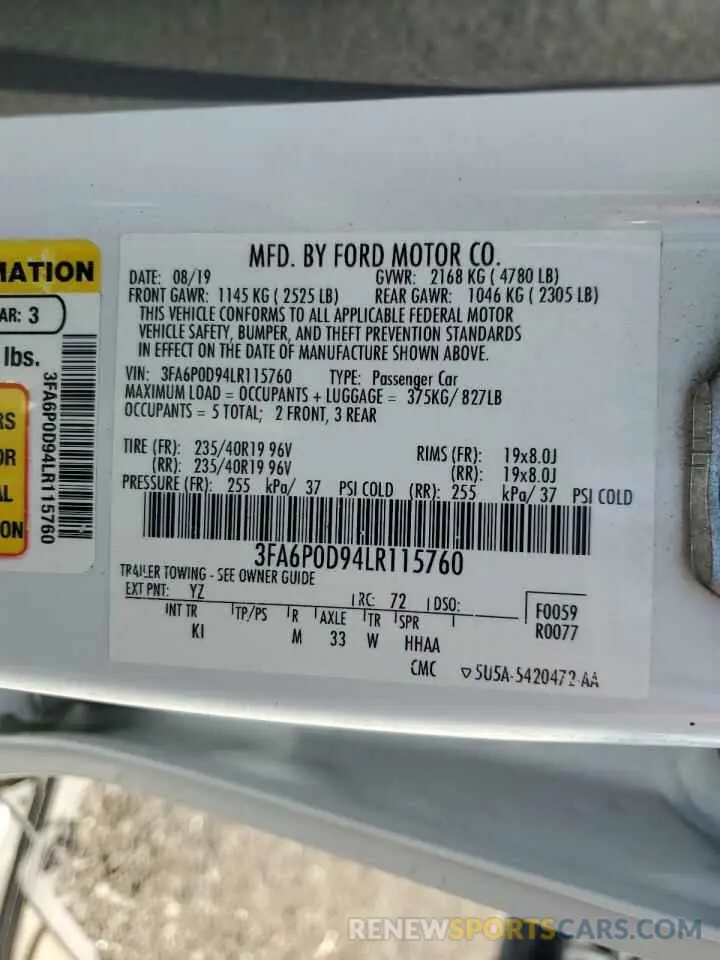 MATION
AR: 3
lbs.
RS
OR
AL
ON
3FA6P0D94LR115760
MFD. BY FORD MOTOR CO.
DATE: 08/19 GVWR: 2168 KG ( 4780 LB)
FRONT GAWR: 1145 KG ( 2525 LB) REAR GAWR: 1046 KG ( 2305 LB)
THIS VEHICLE CONFORMS TO ALL APPLICABLE FEDERAL MOTOR
VEHICLE SAFETY, BUMPER, AND THEFT PREVENTION STANDARDS
IN EFFECT ON THE DATE OF MANUFACTURE SHOWN ABOVE.
VIN: 3FA6P0D94LR115760 TYPE: Passenger Car
MAXIMUM LOAD = OCCUPANTS + LUGGAGE = 375KG/ 827LB
OCCUPANTS = 5 TOTAL; 2 FRONT, 3 REAR
TIRE (FR): 235/40R19 96V RIMS (FR): 19x8.0J
(RR): 235/40R19 96V (RR): 19x8.0J
PRESSURE (FR): 255 kPa/ 37 PSI COLD (RR): 255 kPa/ 37 PSI COLD
3FA6P0D94LR115760
TRAILER TOWING - SEE OWNER GUIDE
EXT PNT: YZ RC: 72 DSO: F0059
INT TR TP/PS R AXLE TR SPR R0077
KI M 33 W HHAA
CMC 5U5A-5420472-AA
RENEWSPORTSCARS.COM